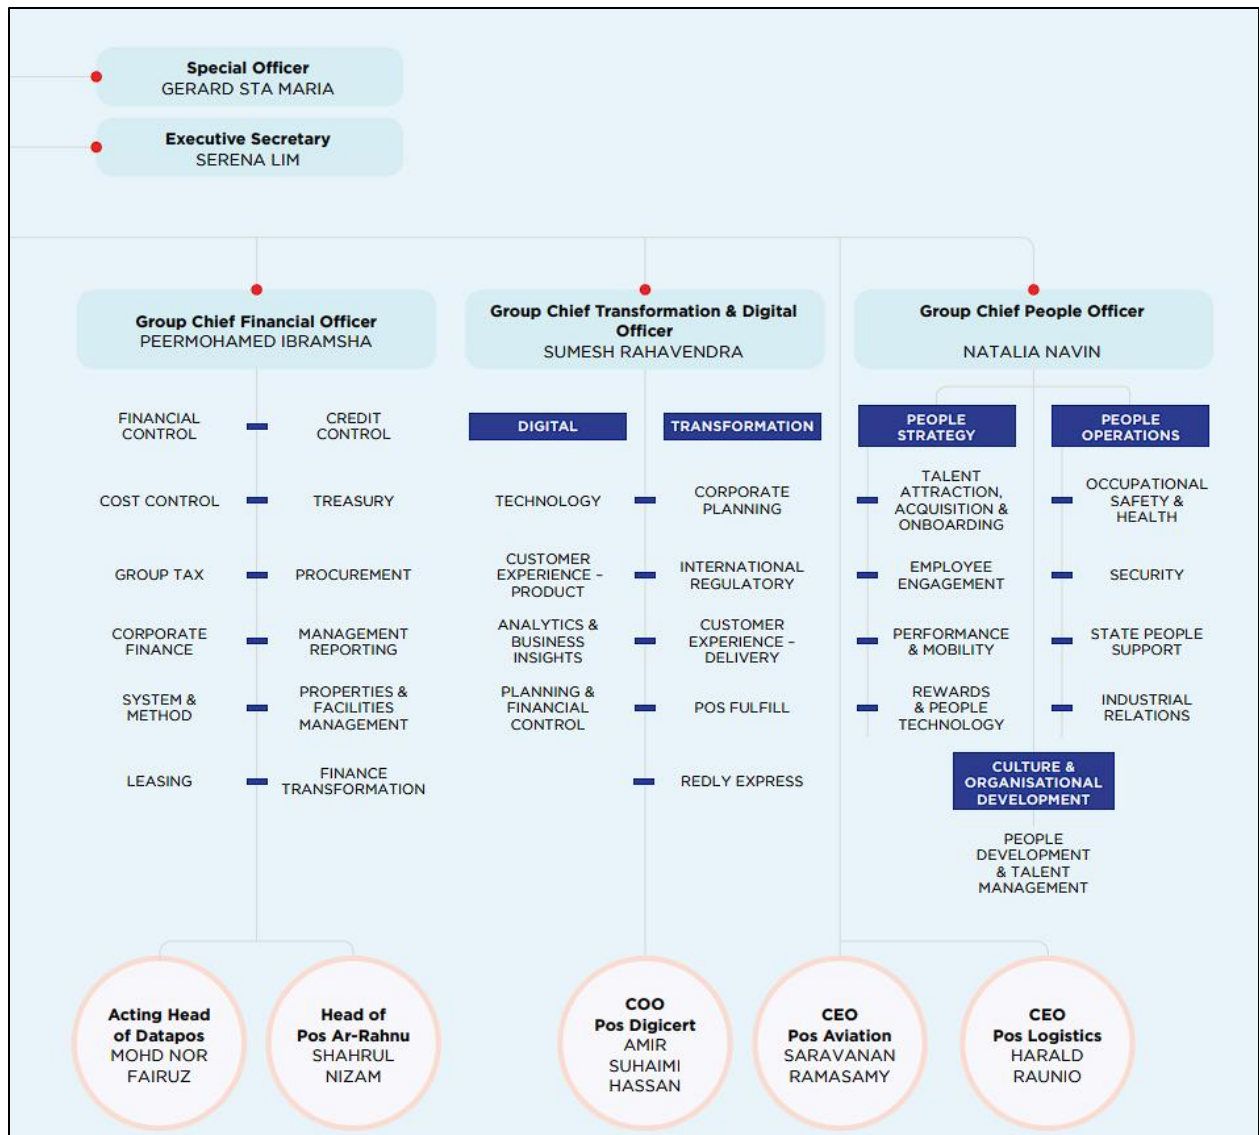 Special Officer
GERARD STA MARIA
Executive Secretary
SERENA LIM
Group Chief Financial Officer
PEERMOHAMED IBRAMSHA
FINANCIAL
CONTROL
CREDIT
CONTROL
COST CONTROL
TREASURY
GROUP TAX
PROCUREMENT
CORPORATE
FINANCE
MANAGEMENT
REPORTING
SYSTEM &
METHOD
PROPERTIES &
FACILITIES
MANAGEMENT
LEASING
FINANCE
TRANSFORMATION
Group Chief Transformation & Digital
Officer
SUMESH RAHAVENDRA
DIGITAL
TRANSFORMATION
TECHNOLOGY
CORPORATE
PLANNING
CUSTOMER
EXPERIENCE –
PRODUCT
INTERNATIONAL
REGULATORY
ANALYTICS &
BUSINESS
INSIGHTS
CUSTOMER
EXPERIENCE –
DELIVERY
PLANNING &
FINANCIAL
CONTROL
POS FULFILL
REDLY EXPRESS
Group Chief People Officer
NATALIA NAVIN
PEOPLE
STRATEGY
PEOPLE
OPERATIONS
TALENT
ATTRACTION,
ACQUISITION &
ONBOARDING
OCCUPATIONAL
SAFETY &
HEALTH
EMPLOYEE
ENGAGEMENT
SECURITY
PERFORMANCE
& MOBILITY
STATE PEOPLE
SUPPORT
REWARDS
& PEOPLE
TECHNOLOGY
INDUSTRIAL
RELATIONS
CULTURE &
ORGANISATIONAL
DEVELOPMENT
PEOPLE
DEVELOPMENT
& TALENT
MANAGEMENT
Acting Head
of Datapos
MOHD NOR
FAIRUZ
Head of
Pos Ar-Rahnu
SHAHRUL
NIZAM
COO
Pos Digicert
AMIR
SUHAIMI
HASSAN
CEO
Pos Aviation
SARAVANAN
RAMASAMY
CEO
Pos Logistics
HARALD
RAUNIO